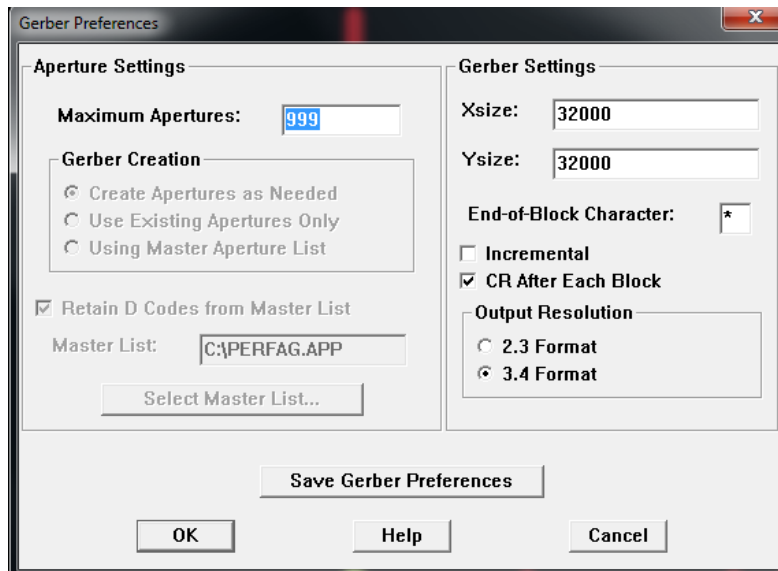 Gerber Preferences
Aperture Settings
Maximum Apertures: 999
Gerber Creation
Create Apertures as Needed
Use Existing Apertures Only
Using Master Aperture List
Retain D Codes from Master List
Master List: C:\PERFAG.APP
Select Master List...
Gerber Settings
Xsize: 32000
Ysize: 32000
End-of-Block Character: *
Incremental
CR After Each Block
Output Resolution
2.3 Format
3.4 Format
Save Gerber Preferences
OK Help Cancel